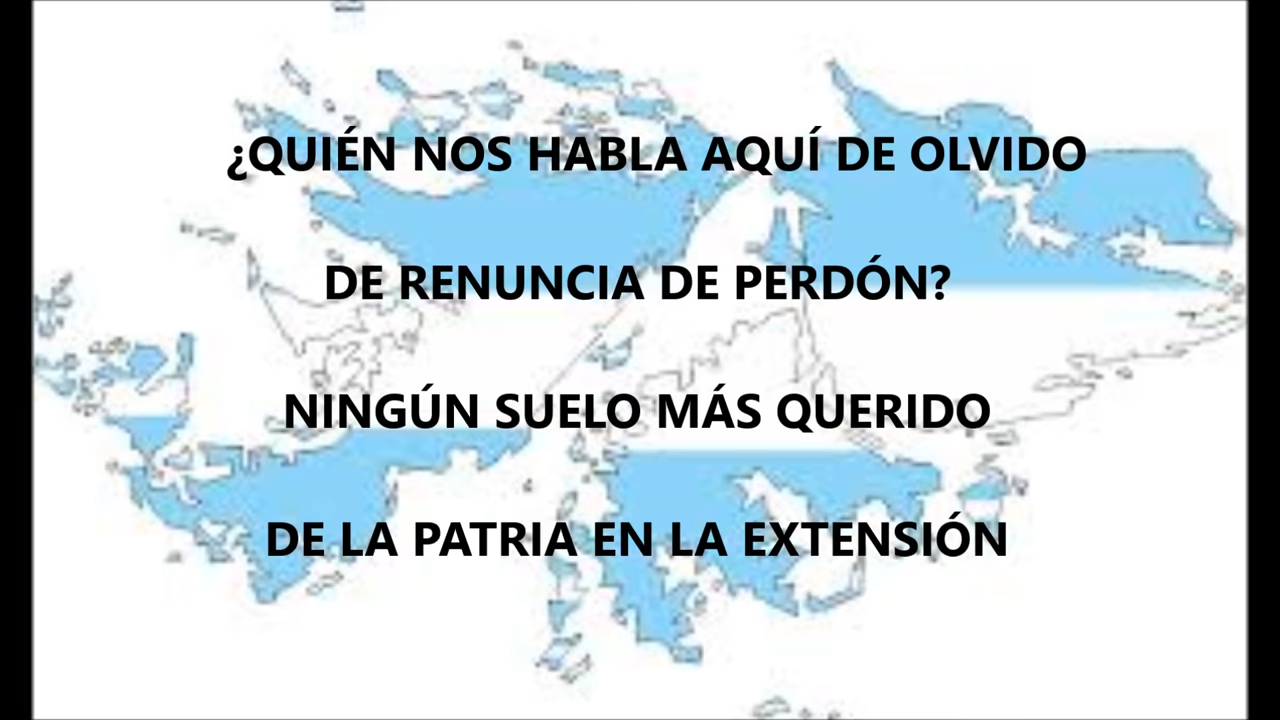 ¿QUIÉN NOS HABLA AQUÍ DE OLVIDO
DE RENUNCIA DE PERDÓN?
NINGÚN SUELO MÁS QUERIDO
DE LA PATRIA EN LA EXTENSIÓN